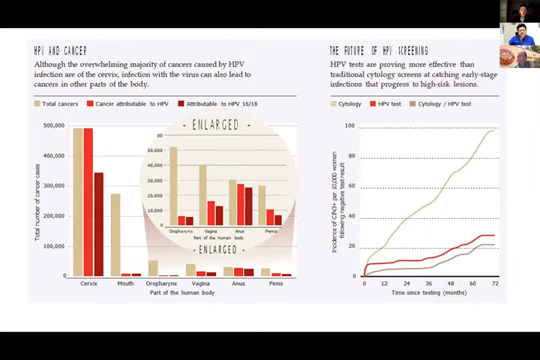 HPV AND CANCER
Although the overwhelming majority of cancers caused by HPV
infection are of the cervix, infection with the virus can also lead to
cancers in other parts of the body.
Total cancers
Cancer attributable to HPV
Attributable to HPV 16/18
500,000
400,000
300,000
200,000
100,000
0
Total number of cancer cases
Cervix
Mouth
Oropharynx
Vagina
Anus
Penis
Part of the human body
ENLARGED
50,000
40,000
30,000
20,000
10,000
0
Oropharynx
Vagina
Anus
Penis
Part of the human body
ENLARGED
THE FUTURE OF HPV SCREENING
HPV tests are proving more effective than
traditional cytology screens at catching early-stage
infections that progress to high-risk lesions.
Cytology
HPV test
Cytology / HPV test
100
80
60
40
20
0
Incidence of CIN2+ per 10,000 women
following negative test result
0
12
24
36
48
60
72
Time since testing (months)